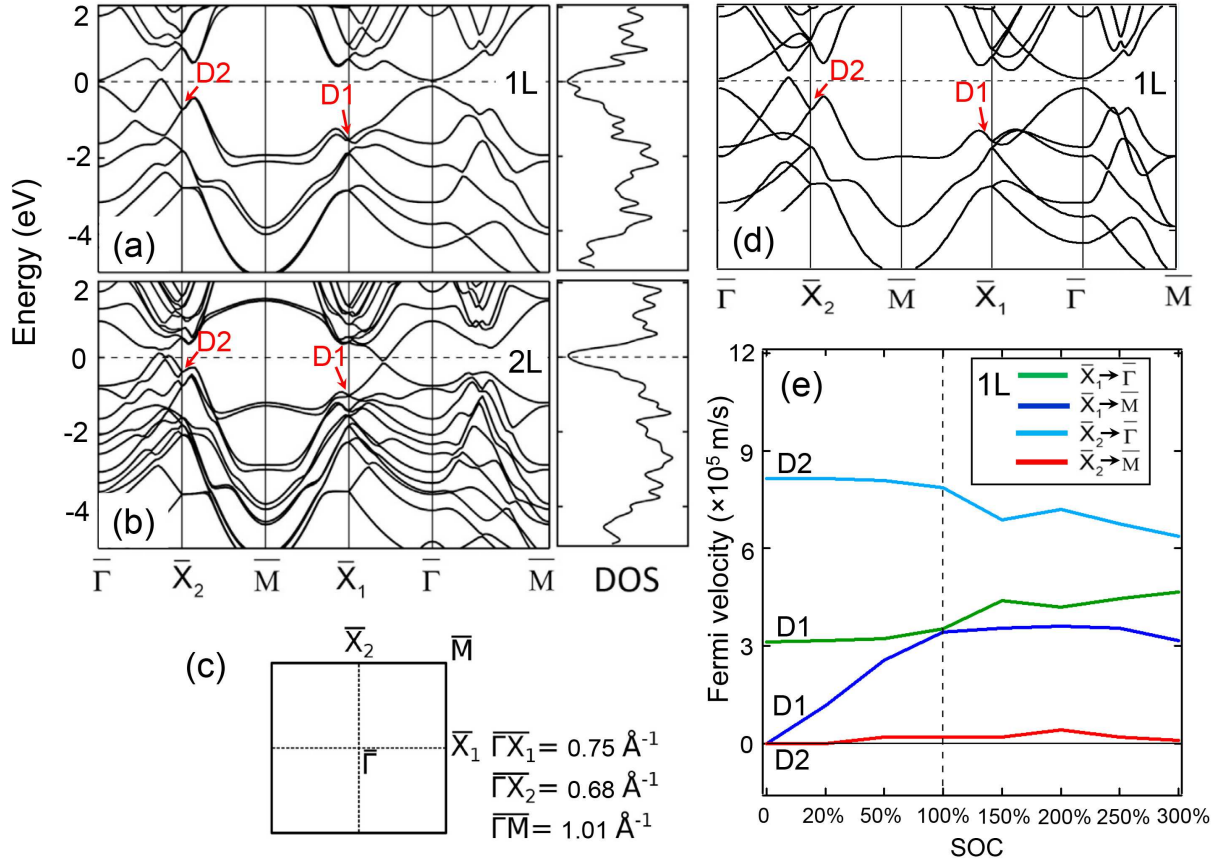 Energy (eV)
2
0
-2
-4
D2
D1
1L
(a)
2
0
-2
-4
D2
D1
2L
(b)
Γ̅ X̅₂ M̅ X̅₁ Γ̅ M̅
DOS
(c)
X̅₂ M̅
Γ̅ X̅₁
Γ̅X̅₁= 0.75 Å⁻¹
Γ̅X̅₂= 0.68 Å⁻¹
Γ̅M̅= 1.01 Å⁻¹
D2
D1
1L
(d)
Γ̅ X̅₂ M̅ X̅₁ Γ̅ M̅
(e)
1L
X̅₁→Γ̅
X̅₁→M̅
X̅₂→Γ̅
X̅₂→M̅
Fermi velocity (×10⁵ m/s)
12
9
6
3
0
D2
D1
D1
D2
0 20% 50% 100% 150% 200% 250% 300%
SOC